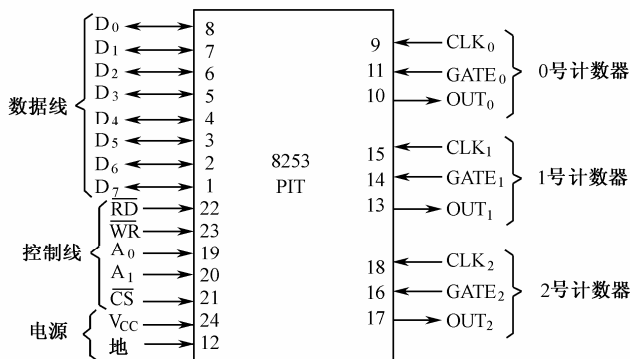 D0 8
D1 7
D2 6
D3 5
D4 4
D5 3
D6 2
D7 1
数据线
R̅D̅ 22
W̅R̅ 23
A0 19
A1 20
C̅S̅ 21
控制线
VCC 24
地 12
电源
8253
PIT
9 CLK0
11 GATE0
10 OUT0
0号计数器
15 CLK1
14 GATE1
13 OUT1
1号计数器
18 CLK2
16 GATE2
17 OUT2
2号计数器